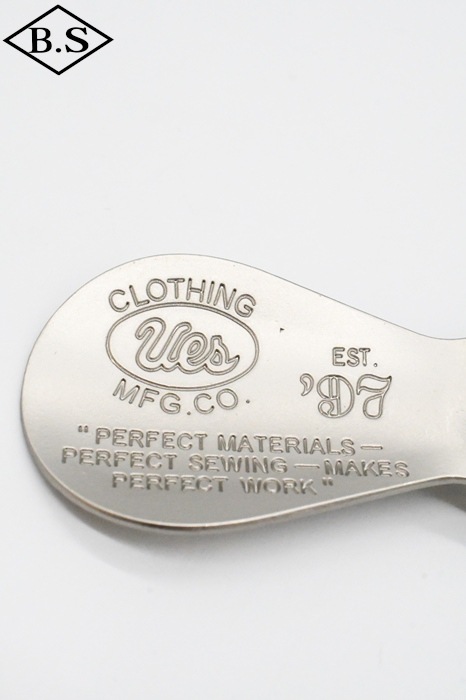 B.S
CLOTHING
Ues
MFG.CO.
EST.
'97
"PERFECT MATERIALS—
PERFECT SEWING—MAKES
PERFECT WORK"